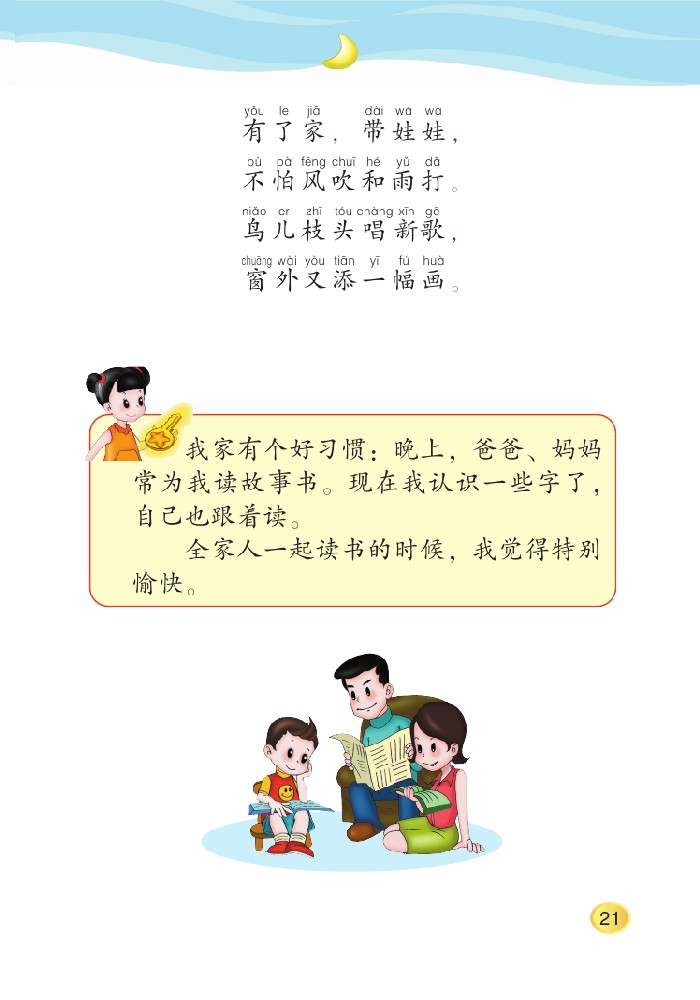 yǒu le jiā dài wá wa
有了家，带娃娃，
bú pà fēng chuī hé yǔ dǎ
不怕风吹和雨打。
niǎo er zhī tóu chàng xīn gē
鸟儿枝头唱新歌，
chuāng wài yòu tiān yī fú huà
窗外又添一幅画。
我家有个好习惯：晚上，爸爸、妈妈
常为我读故事书。现在我认识一些字了，
自己也跟着读。
全家人一起读书的时候，我觉得特别
愉快。
21